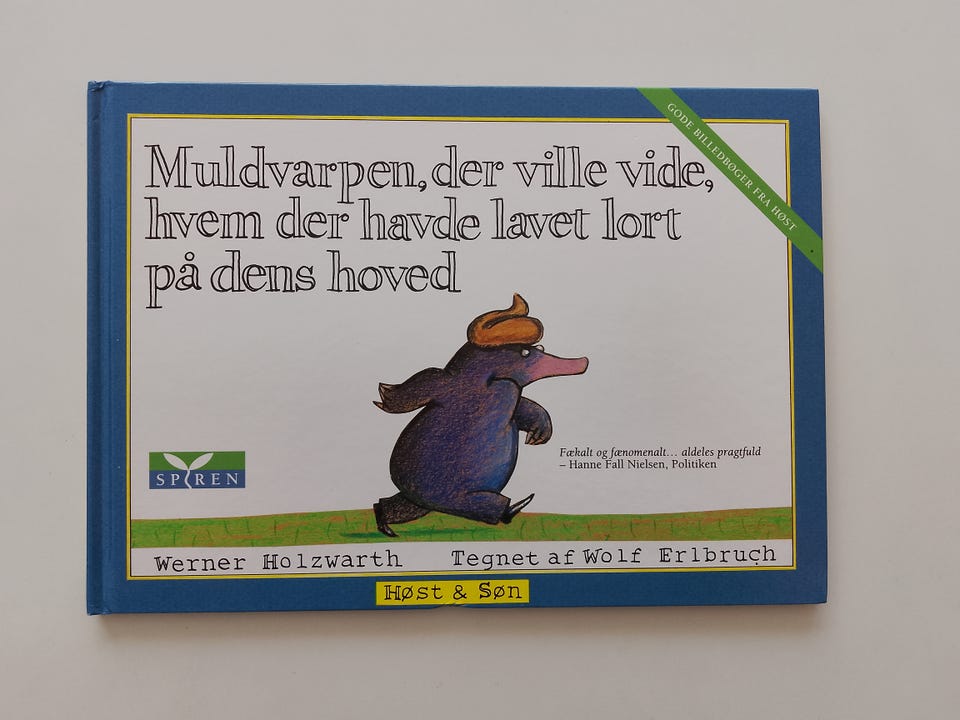 GODE BILLEDBØGER FRA HØST
Muldvarpen, der ville vide,
hvem der havde lavet lort
på dens hoved
Fækalt og fænomenalt... aldeles pragtfuld
– Hanne Fall Nielsen, Politiken
SPIREN
Werner Holzwarth Tegnet af Wolf Erlbruch
Høst & Søn